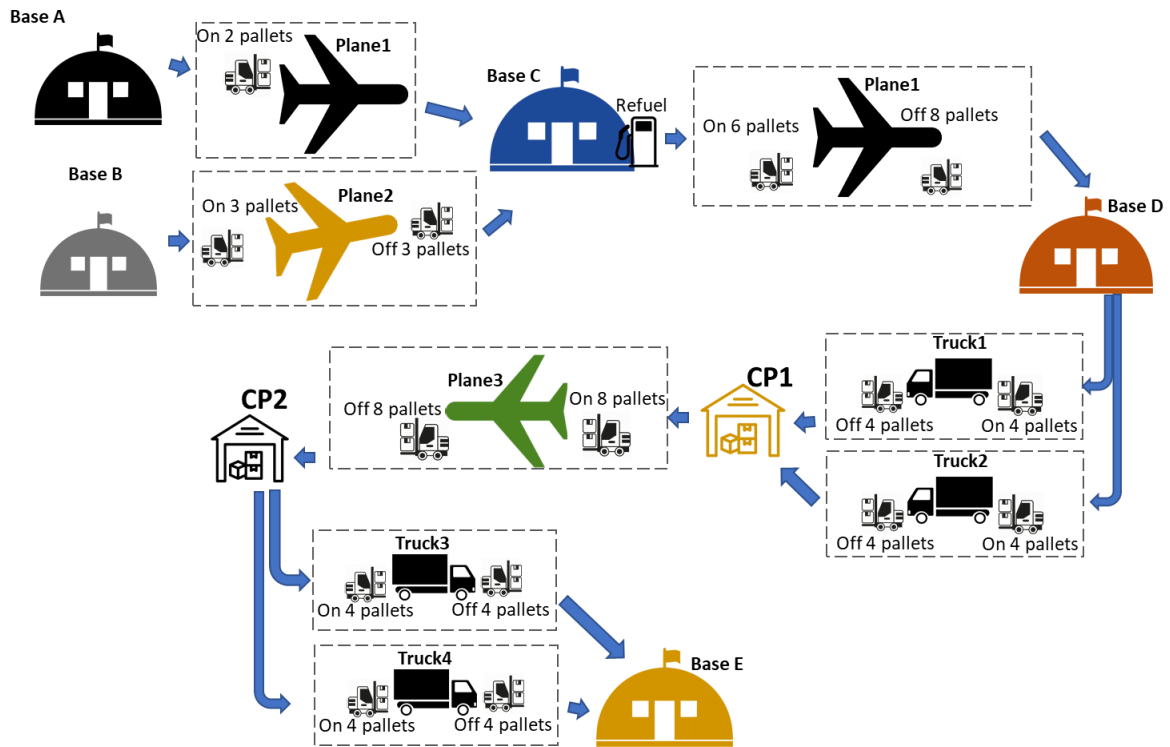 Base A
On 2 pallets
Plane1
Base C
Refuel
Plane1
On 6 pallets
Off 8 pallets
Base B
On 3 pallets
Plane2
Off 3 pallets
Base D
Truck1
Off 4 pallets
On 4 pallets
CP1
Plane3
On 8 pallets
Off 8 pallets
CP2
Truck2
Off 4 pallets
On 4 pallets
Truck3
On 4 pallets
Off 4 pallets
Truck4
On 4 pallets
Off 4 pallets
Base E